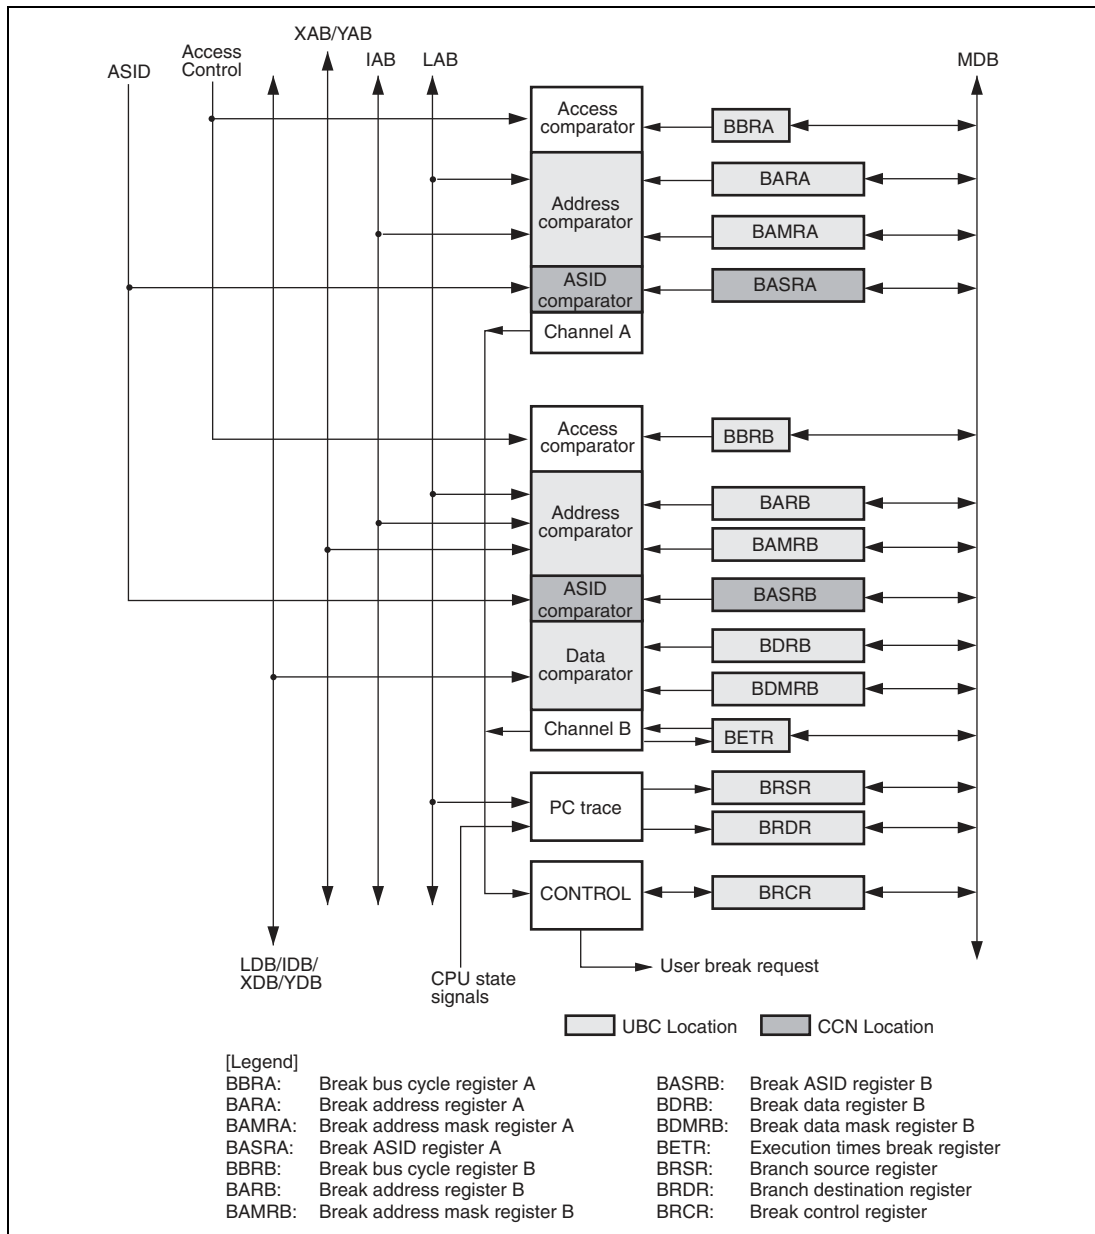 XAB/YAB
Access
Control
ASID
IAB
LAB
MDB
Access
comparator
BBRA
BARA
Address
comparator
BAMRA
ASID
comparator
BASRA
Channel A
Access
comparator
BBRB
BARB
Address
comparator
BAMRB
ASID
comparator
BASRB
BDRB
Data
comparator
BDMRB
Channel B
BETR
BRSR
PC trace
BRDR
CONTROL
BRCR
LDB/IDB/
XDB/YDB
CPU state
signals
User break request
UBC Location
CCN Location
[Legend]
BBRA: Break bus cycle register A
BARA: Break address register A
BAMRA: Break address mask register A
BASRA: Break ASID register A
BBRB: Break bus cycle register B
BARB: Break address register B
BAMRB: Break address mask register B
BASRB: Break ASID register B
BDRB: Break data register B
BDMRB: Break data mask register B
BETR: Execution times break register
BRSR: Branch source register
BRDR: Branch destination register
BRCR: Break control register